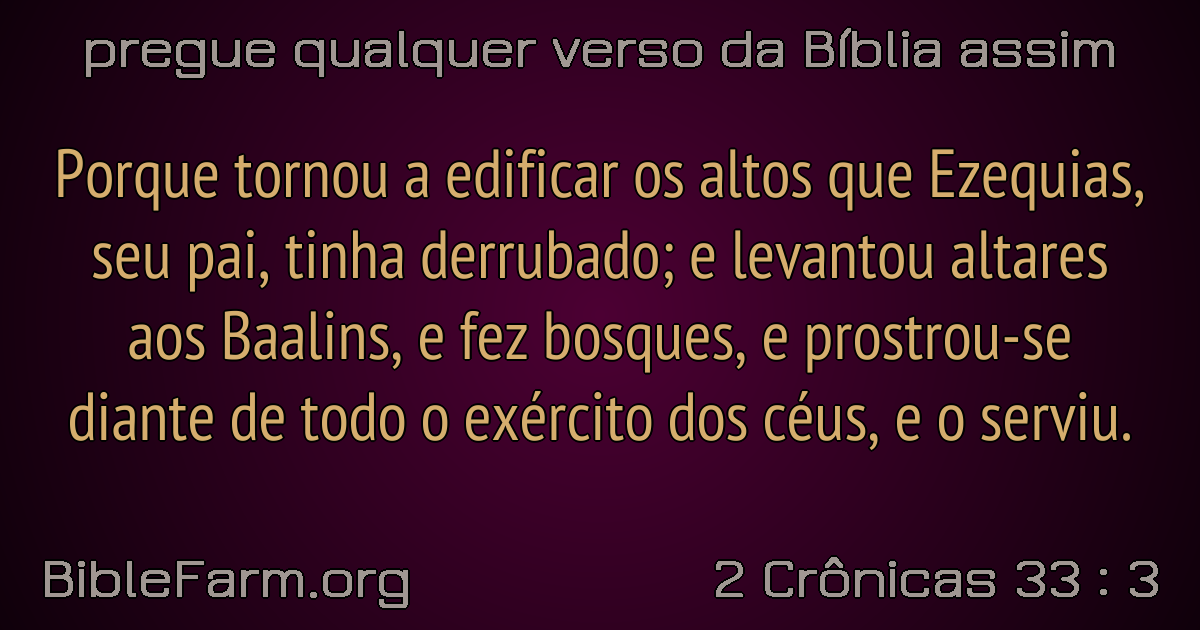 pregue qualquer verso da Bíblia assim
Porque tornou a edificar os altos que Ezequias,
seu pai, tinha derrubado; e levantou altares
aos Baalins, e fez bosques, e prostrou-se
diante de todo o exército dos céus, e o serviu.
BibleFarm.org
2 Crônicas 33 : 3